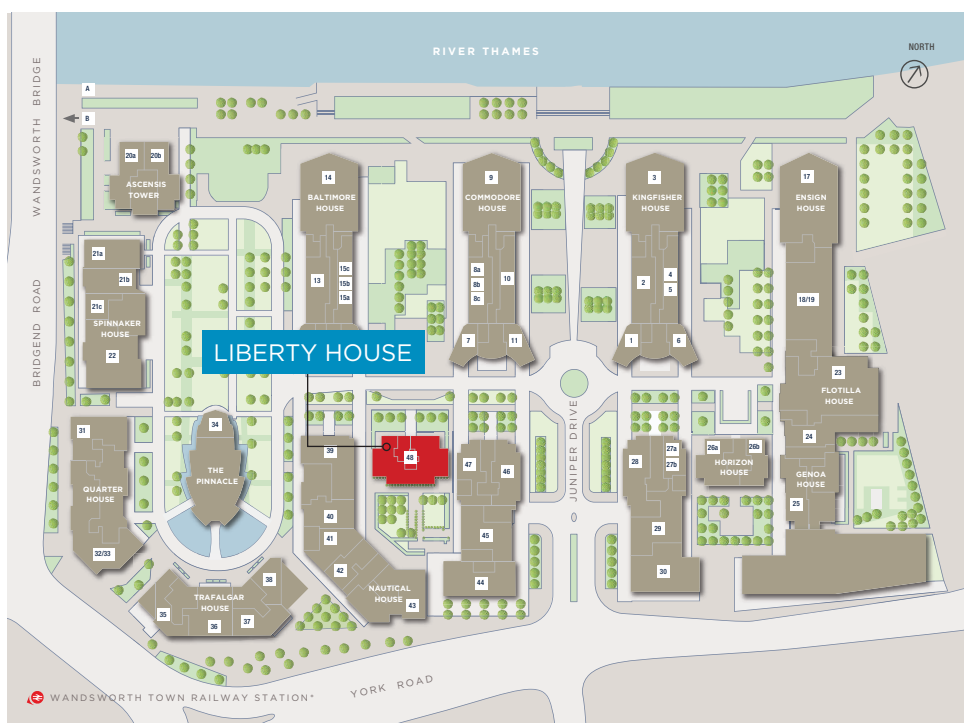 RIVER THAMES
NORTH
WANDSWORTH BRIDGE
A
B
20a
20b
ASCENSIS
TOWER
14
BALTIMORE
HOUSE
9
COMMODORE
HOUSE
3
KINGFISHER
HOUSE
17
ENSIGN
HOUSE
21a
21b
21c
SPINNAKER
HOUSE
22
13
15c
15b
15a
8a
8b
8c
10
7
11
2
4
5
1
6
18/19
BRIDGEND ROAD
LIBERTY HOUSE
23
FLOTILLA
HOUSE
24
GENOA
HOUSE
25
31
QUARTER
HOUSE
32/33
34
THE
PINNACLE
39
48
47
46
JUNIPER DRIVE
28
27a
27b
26a
26b
HORIZON
HOUSE
40
41
42
NAUTICAL
HOUSE
43
45
44
29
30
38
TRAFALGAR
HOUSE
35
36
37
WANDSWORTH TOWN RAILWAY STATION*
YORK ROAD